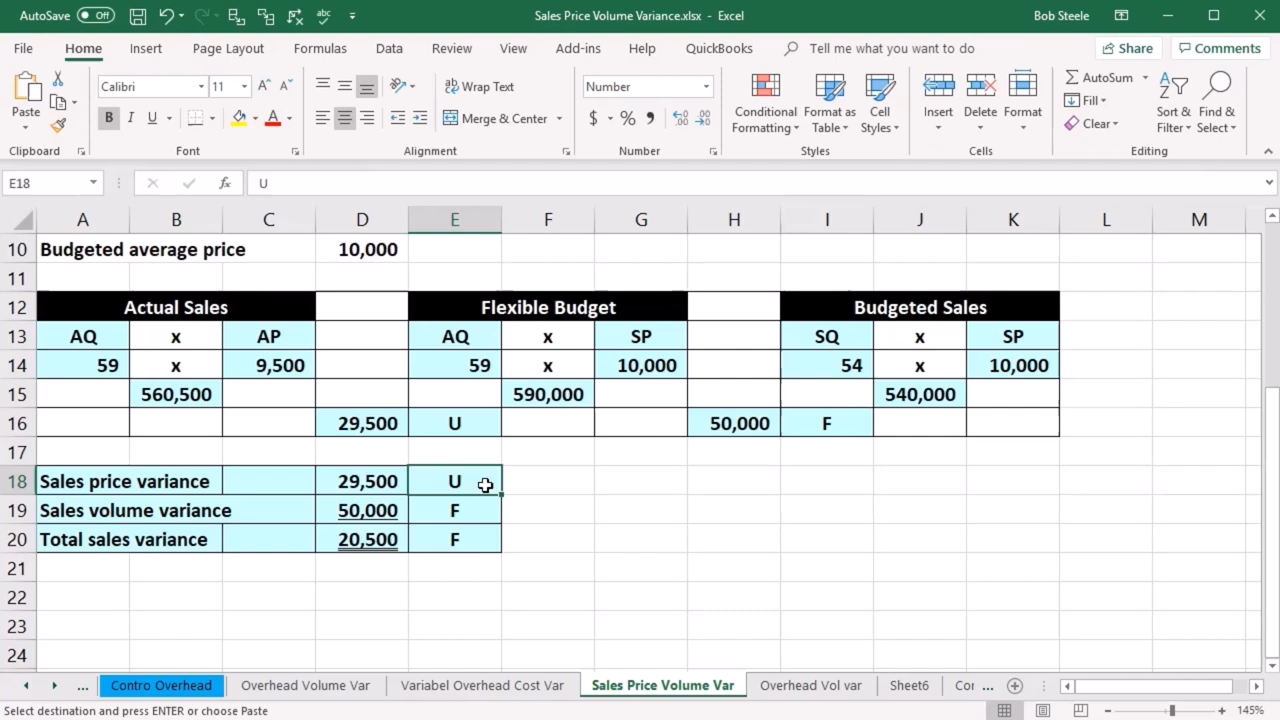 AutoSave Off abc Sales Price Volume Variance.xlsx - Excel Bob Steele
File Home Insert Page Layout Formulas Data Review View Add-ins Help QuickBooks Tell me what you want to do Share Comments
Paste Calibri 11 A A ab Wrap Text Number Conditional Formatting Format as Table Cell Styles Insert Delete Format AutoSum Sort & Filter Find & Select
B I U A Merge & Center $ % , Fill
Clear
Clipboard Font Alignment Number Styles Cells Editing
E18 fx U
A B C D E F G H I J K L M
10 Budgeted average price 10,000
11
12 Actual Sales Flexible Budget Budgeted Sales
13 AQ x AP AQ x SP SQ x SP
14 59 x 9,500 59 x 10,000 54 x 10,000
15 560,500 590,000 540,000
16 29,500 U 50,000 F
17
18 Sales price variance 29,500 U
19 Sales volume variance 50,000 F
20 Total sales variance 20,500 F
21
22
23
24
... Contro Overhead Overhead Volume Var Variabel Overhead Cost Var Sales Price Volume Var Overhead Vol var Sheet6 Cor ...
Select destination and press ENTER or choose Paste 145%